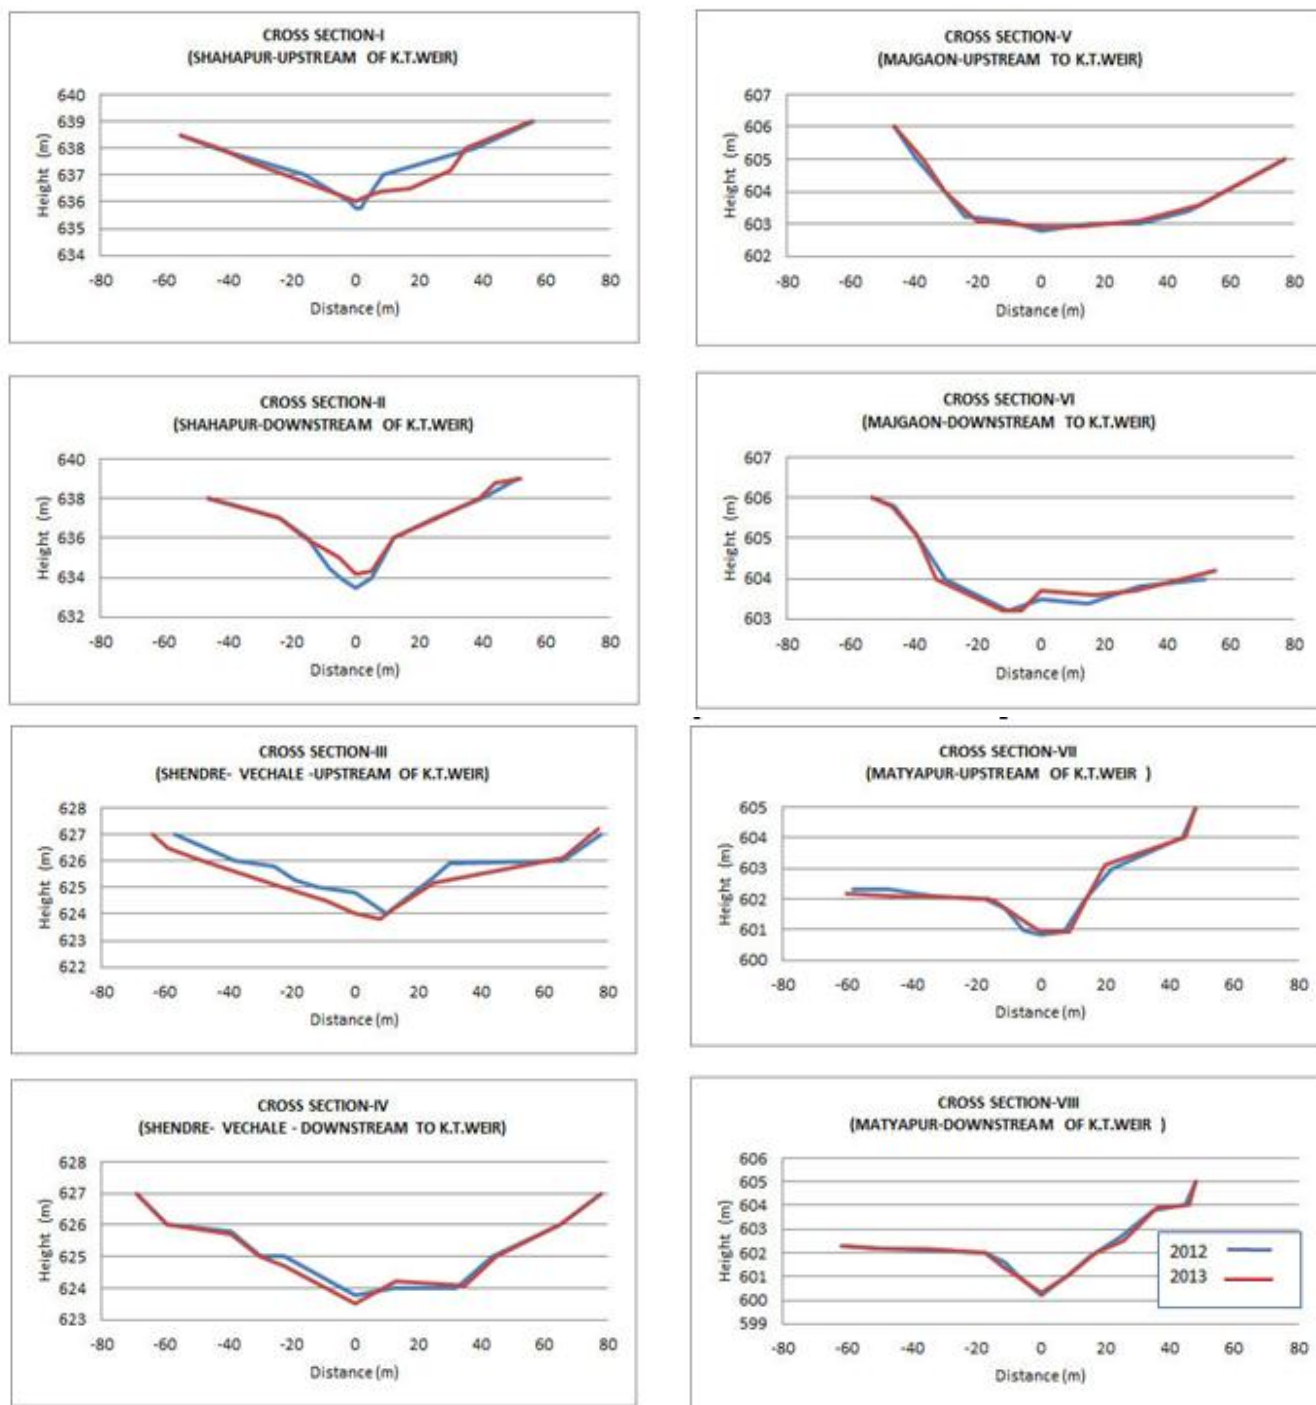 CROSS SECTION-I
(SHAHAPUR-UPSTREAM OF K.T.WEIR)
640
639
638
637
636
635
634
Height (m)
-80 -60 -40 -20 0 20 40 60 80
Distance (m)
CROSS SECTION-II
(SHAHAPUR-DOWNSTREAM OF K.T.WEIR)
640
638
636
634
632
Height (m)
-80 -60 -40 -20 0 20 40 60 80
Distance (m)
CROSS SECTION-III
(SHENDRE- VECHALE -UPSTREAM OF K.T.WEIR)
628
627
626
625
624
623
622
Height (m)
-80 -60 -40 -20 0 20 40 60 80
Distance (m)
CROSS SECTION-IV
(SHENDRE- VECHALE - DOWNSTREAM TO K.T.WEIR)
628
627
626
625
624
623
Height (m)
-80 -60 -40 -20 0 20 40 60 80
Distance (m)
CROSS SECTION-V
(MAJGAON-UPSTREAM TO K.T.WEIR)
607
606
605
604
603
602
Height (m)
-80 -60 -40 -20 0 20 40 60 80
Distance (m)
CROSS SECTION-VI
(MAJGAON-DOWNSTREAM TO K.T.WEIR)
607
606
605
604
603
Height (m)
-80 -60 -40 -20 0 20 40 60 80
Distance (m)
CROSS SECTION-VII
(MATYAPUR-UPSTREAM OF K.T.WEIR )
605
604
603
602
601
600
Height (m)
-80 -60 -40 -20 0 20 40 60 80
Distance (m)
CROSS SECTION-VIII
(MATYAPUR-DOWNSTREAM OF K.T.WEIR )
606
605
604
603
602
601
600
599
Height (m)
-80 -60 -40 -20 0 20 40 60 80
Distance (m)
2012
2013